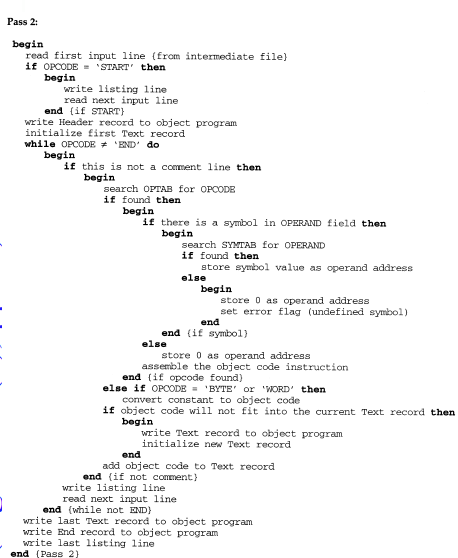 Pass 2:
begin
read first input line {from intermediate file}
if OPCODE = 'START' then
begin
write listing line
read next input line
end {if START}
write Header record to object program
initialize first Text record
while OPCODE ≠ 'END' do
begin
if this is not a comment line then
begin
search OPTAB for OPCODE
if found then
begin
if there is a symbol in OPERAND field then
begin
search SYMTAB for OPERAND
if found then
store symbol value as operand address
else
begin
store 0 as operand address
set error flag (undefined symbol)
end
end {if symbol}
else
store 0 as operand address
assemble the object code instruction
end {if opcode found}
else if OPCODE = 'BYTE' or 'WORD' then
convert constant to object code
if object code will not fit into the current Text record then
begin
write Text record to object program
initialize new Text record
end
add object code to Text record
end {if not comment}
write listing line
read next input line
end {while not END}
write last Text record to object program
write End record to object program
write last listing line
end {Pass 2}